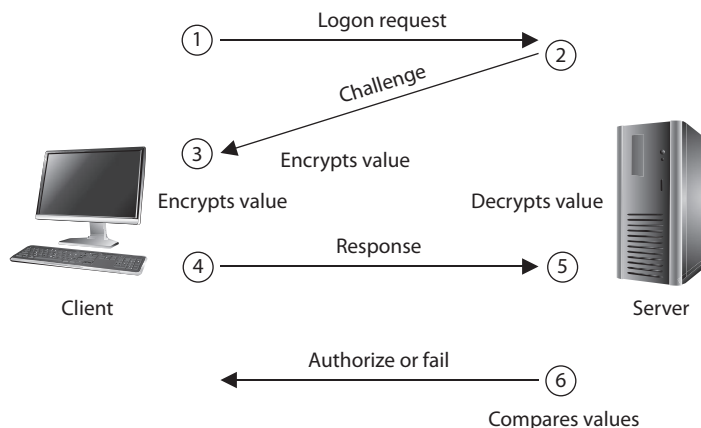 1
Logon request
2
Challenge
3
Encrypts value
Encrypts value
Decrypts value
4
Response
5
Client
Server
Authorize or fail
6
Compares values